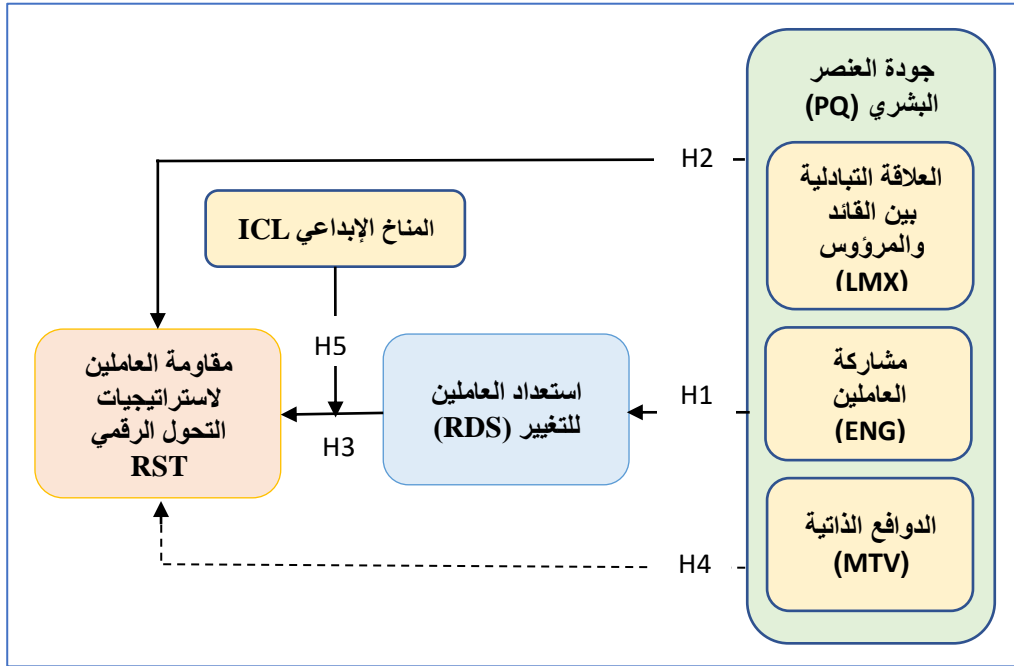 جودة العنصر
البشري (PQ)
العلاقة التبادلية
بين القائد
والمرؤوس
(LMX)
مشاركة
العاملين
(ENG)
الدوافع الذاتية
(MTV)
H2
H1
H4
المناخ الإبداعي ICL
H5
H3
استعداد العاملين
للتغيير (RDS)
مقاومة العاملين
لاستراتيجيات
التحول الرقمي
RST